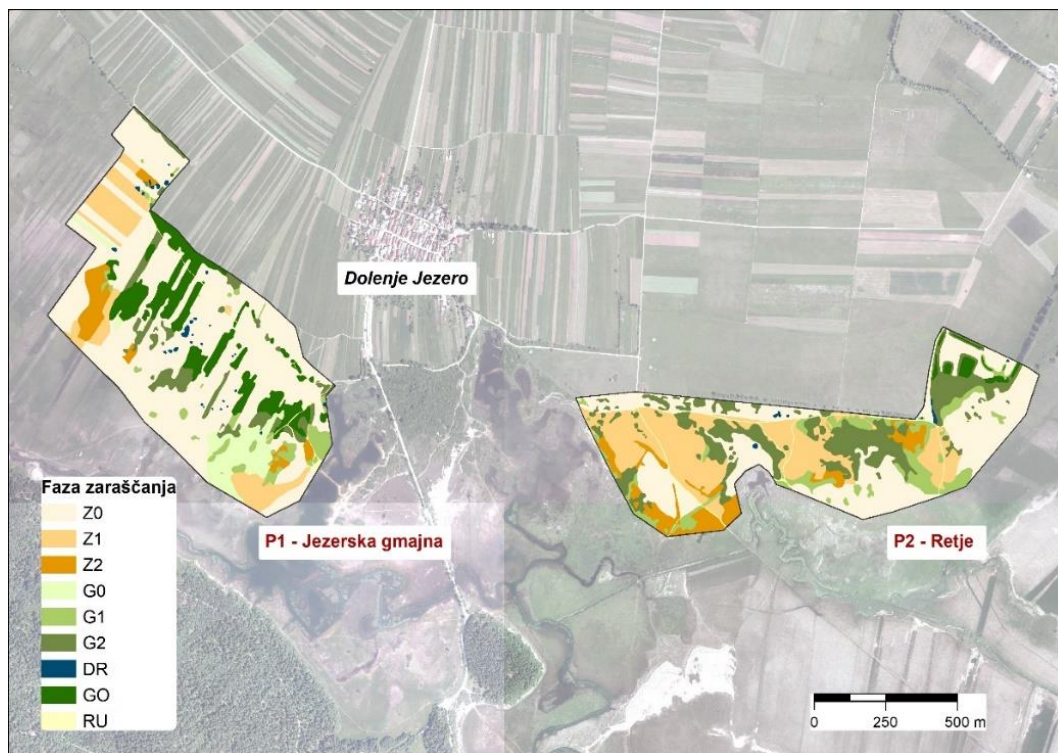 Dolenje Jezero
Faza zaraščanja
Z0
Z1
Z2
G0
G1
G2
DR
GO
RU
P1 - Jezerska gmajna
P2 - Retje
0 250 500 m